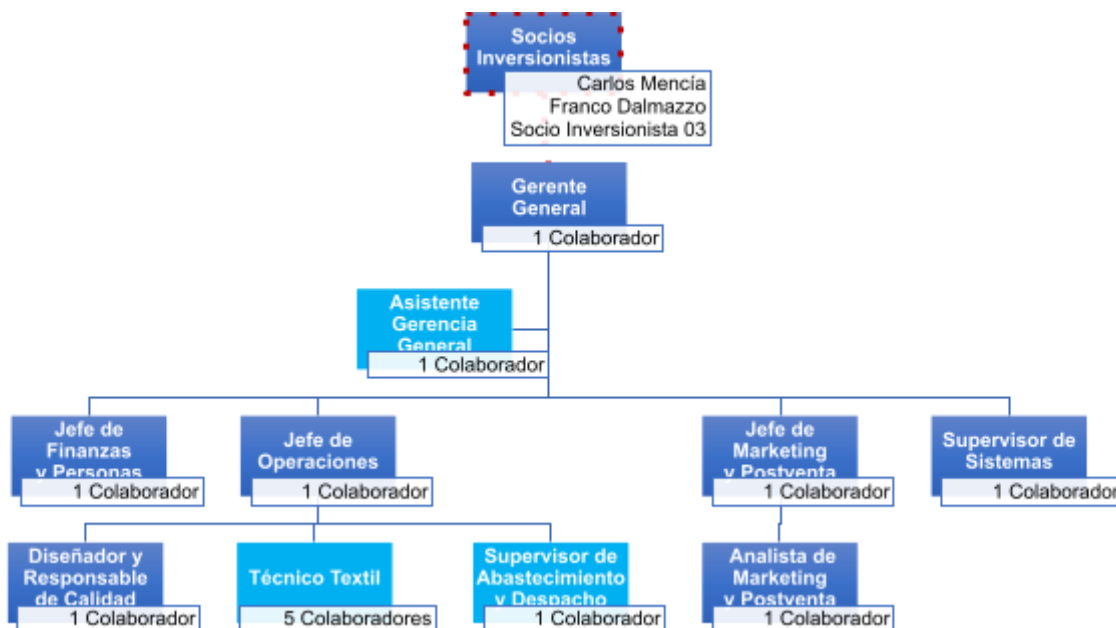 Socios
Inversionistas
Carlos Mencía
Franco Dalmazzo
Socio Inversionista 03
Gerente
General
1 Colaborador
Asistente
Gerencia
General
1 Colaborador
Jefe de
Finanzas
y Personas
1 Colaborador
Jefe de
Operaciones
1 Colaborador
Jefe de
Marketing
y Postventa
1 Colaborador
Supervisor de
Sistemas
1 Colaborador
Diseñador y
Responsable
de Calidad
1 Colaborador
Técnico Textil
5 Colaboradores
Supervisor de
Abastecimiento
y Despacho
1 Colaborador
Analista de
Marketing
y Postventa
1 Colaborador